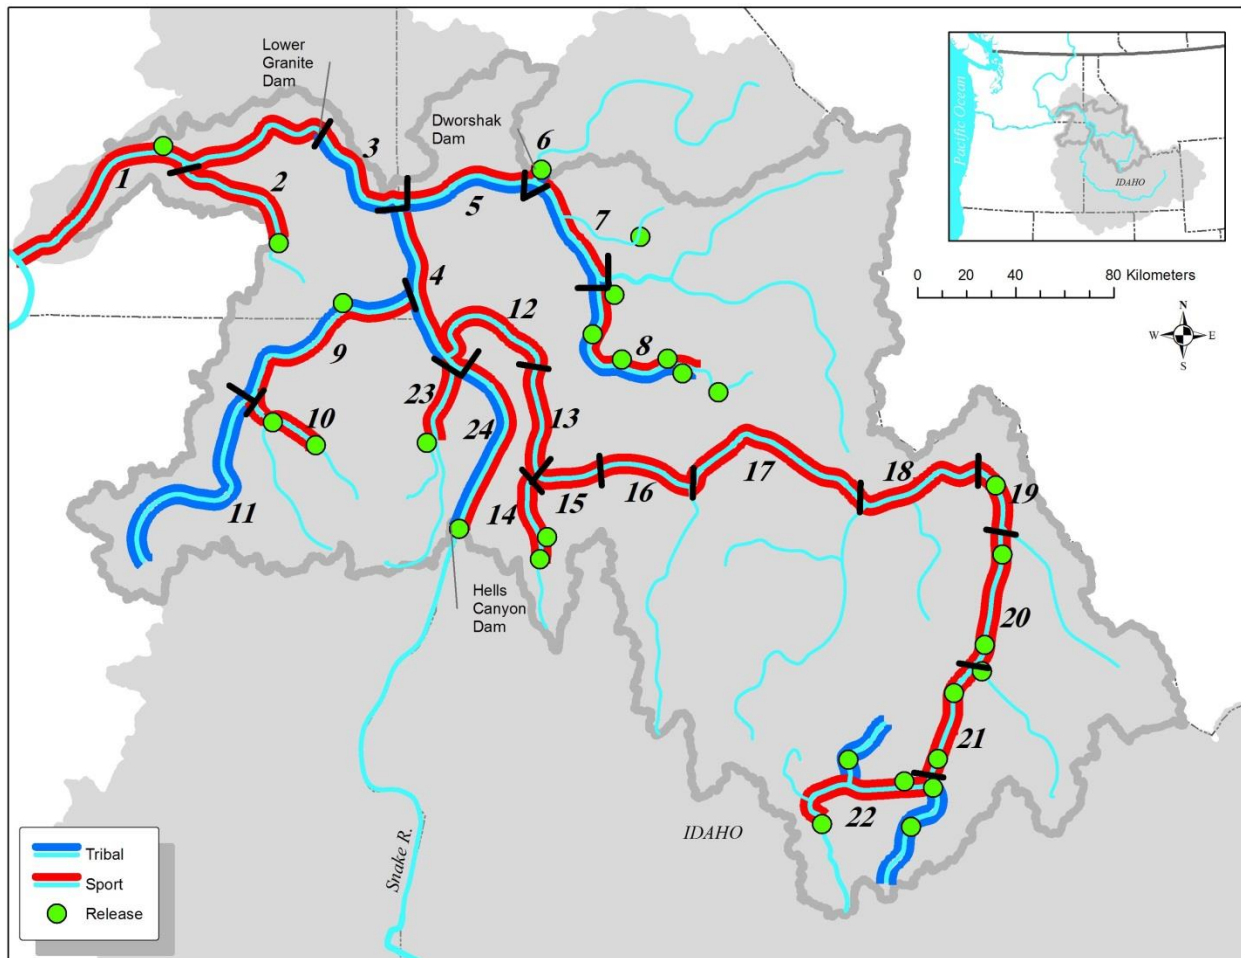 Lower
Granite
Dam
Dworshak
Dam
Pacific Ocean
IDAHO
0 20 40 80 Kilometers
N
W E
S
1
2
3
4
5
6
7
8
9
10
11
12
13
14
15
16
17
18
19
20
21
22
23
24
Hells
Canyon
Dam
Snake R.
IDAHO
Tribal
Sport
Release